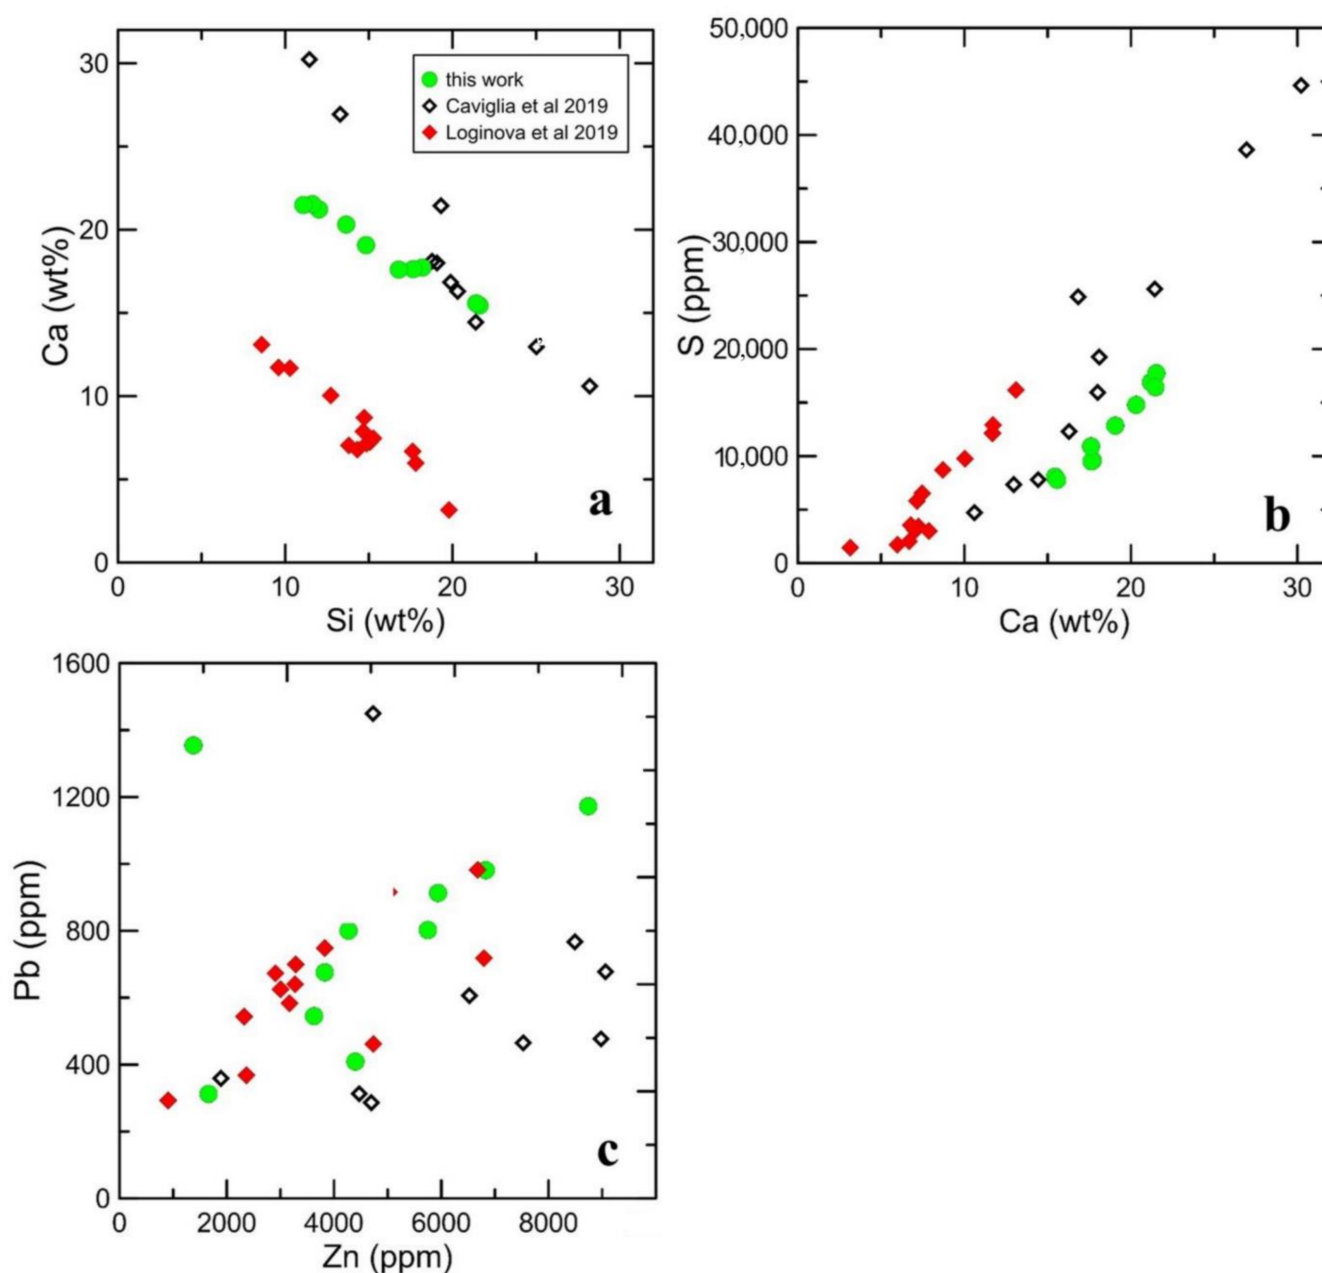 30
20
10
0
0
10
20
30
Ca (wt%)
Si (wt%)
this work
Caviglia et al 2019
Loginova et al 2019
a
50,000
40,000
30,000
20,000
10,000
0
0
10
20
30
S (ppm)
Ca (wt%)
b
1600
1200
800
400
0
0
2000
4000
6000
8000
Pb (ppm)
Zn (ppm)
c